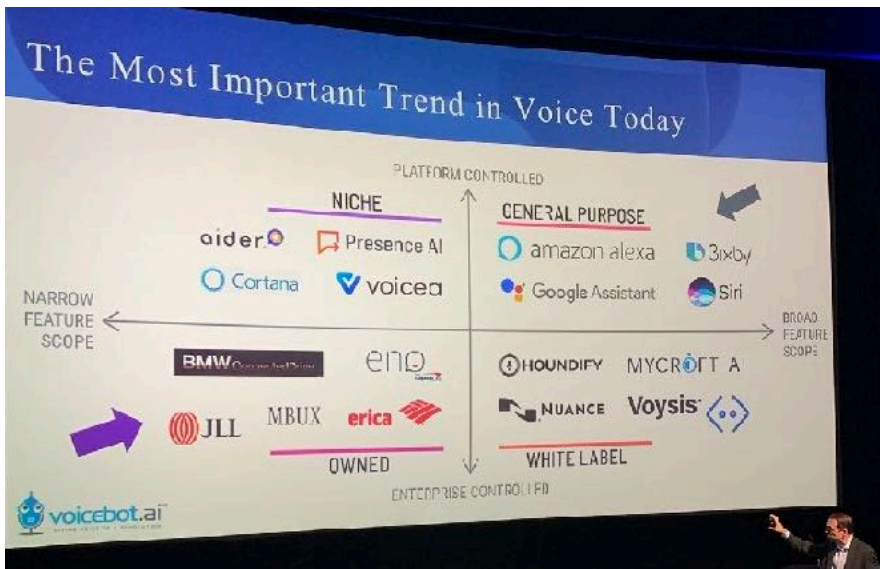 The Most Important Trend in Voice Today
PLATFORM CONTROLLED
NICHE
GENERAL PURPOSE
aider
Presence AI
amazon alexa
Bixby
Cortana
voicea
Google Assistant
Siri
NARROW
FEATURE
SCOPE
BROAD
FEATURE
SCOPE
BMW
eno
HOUNDIFY
MYCROFT A
JLL
MBUX
erica
NUANCE
Voysis
OWNED
WHITE LABEL
ENTERPRISE CONTROLLED
voicebot.ai